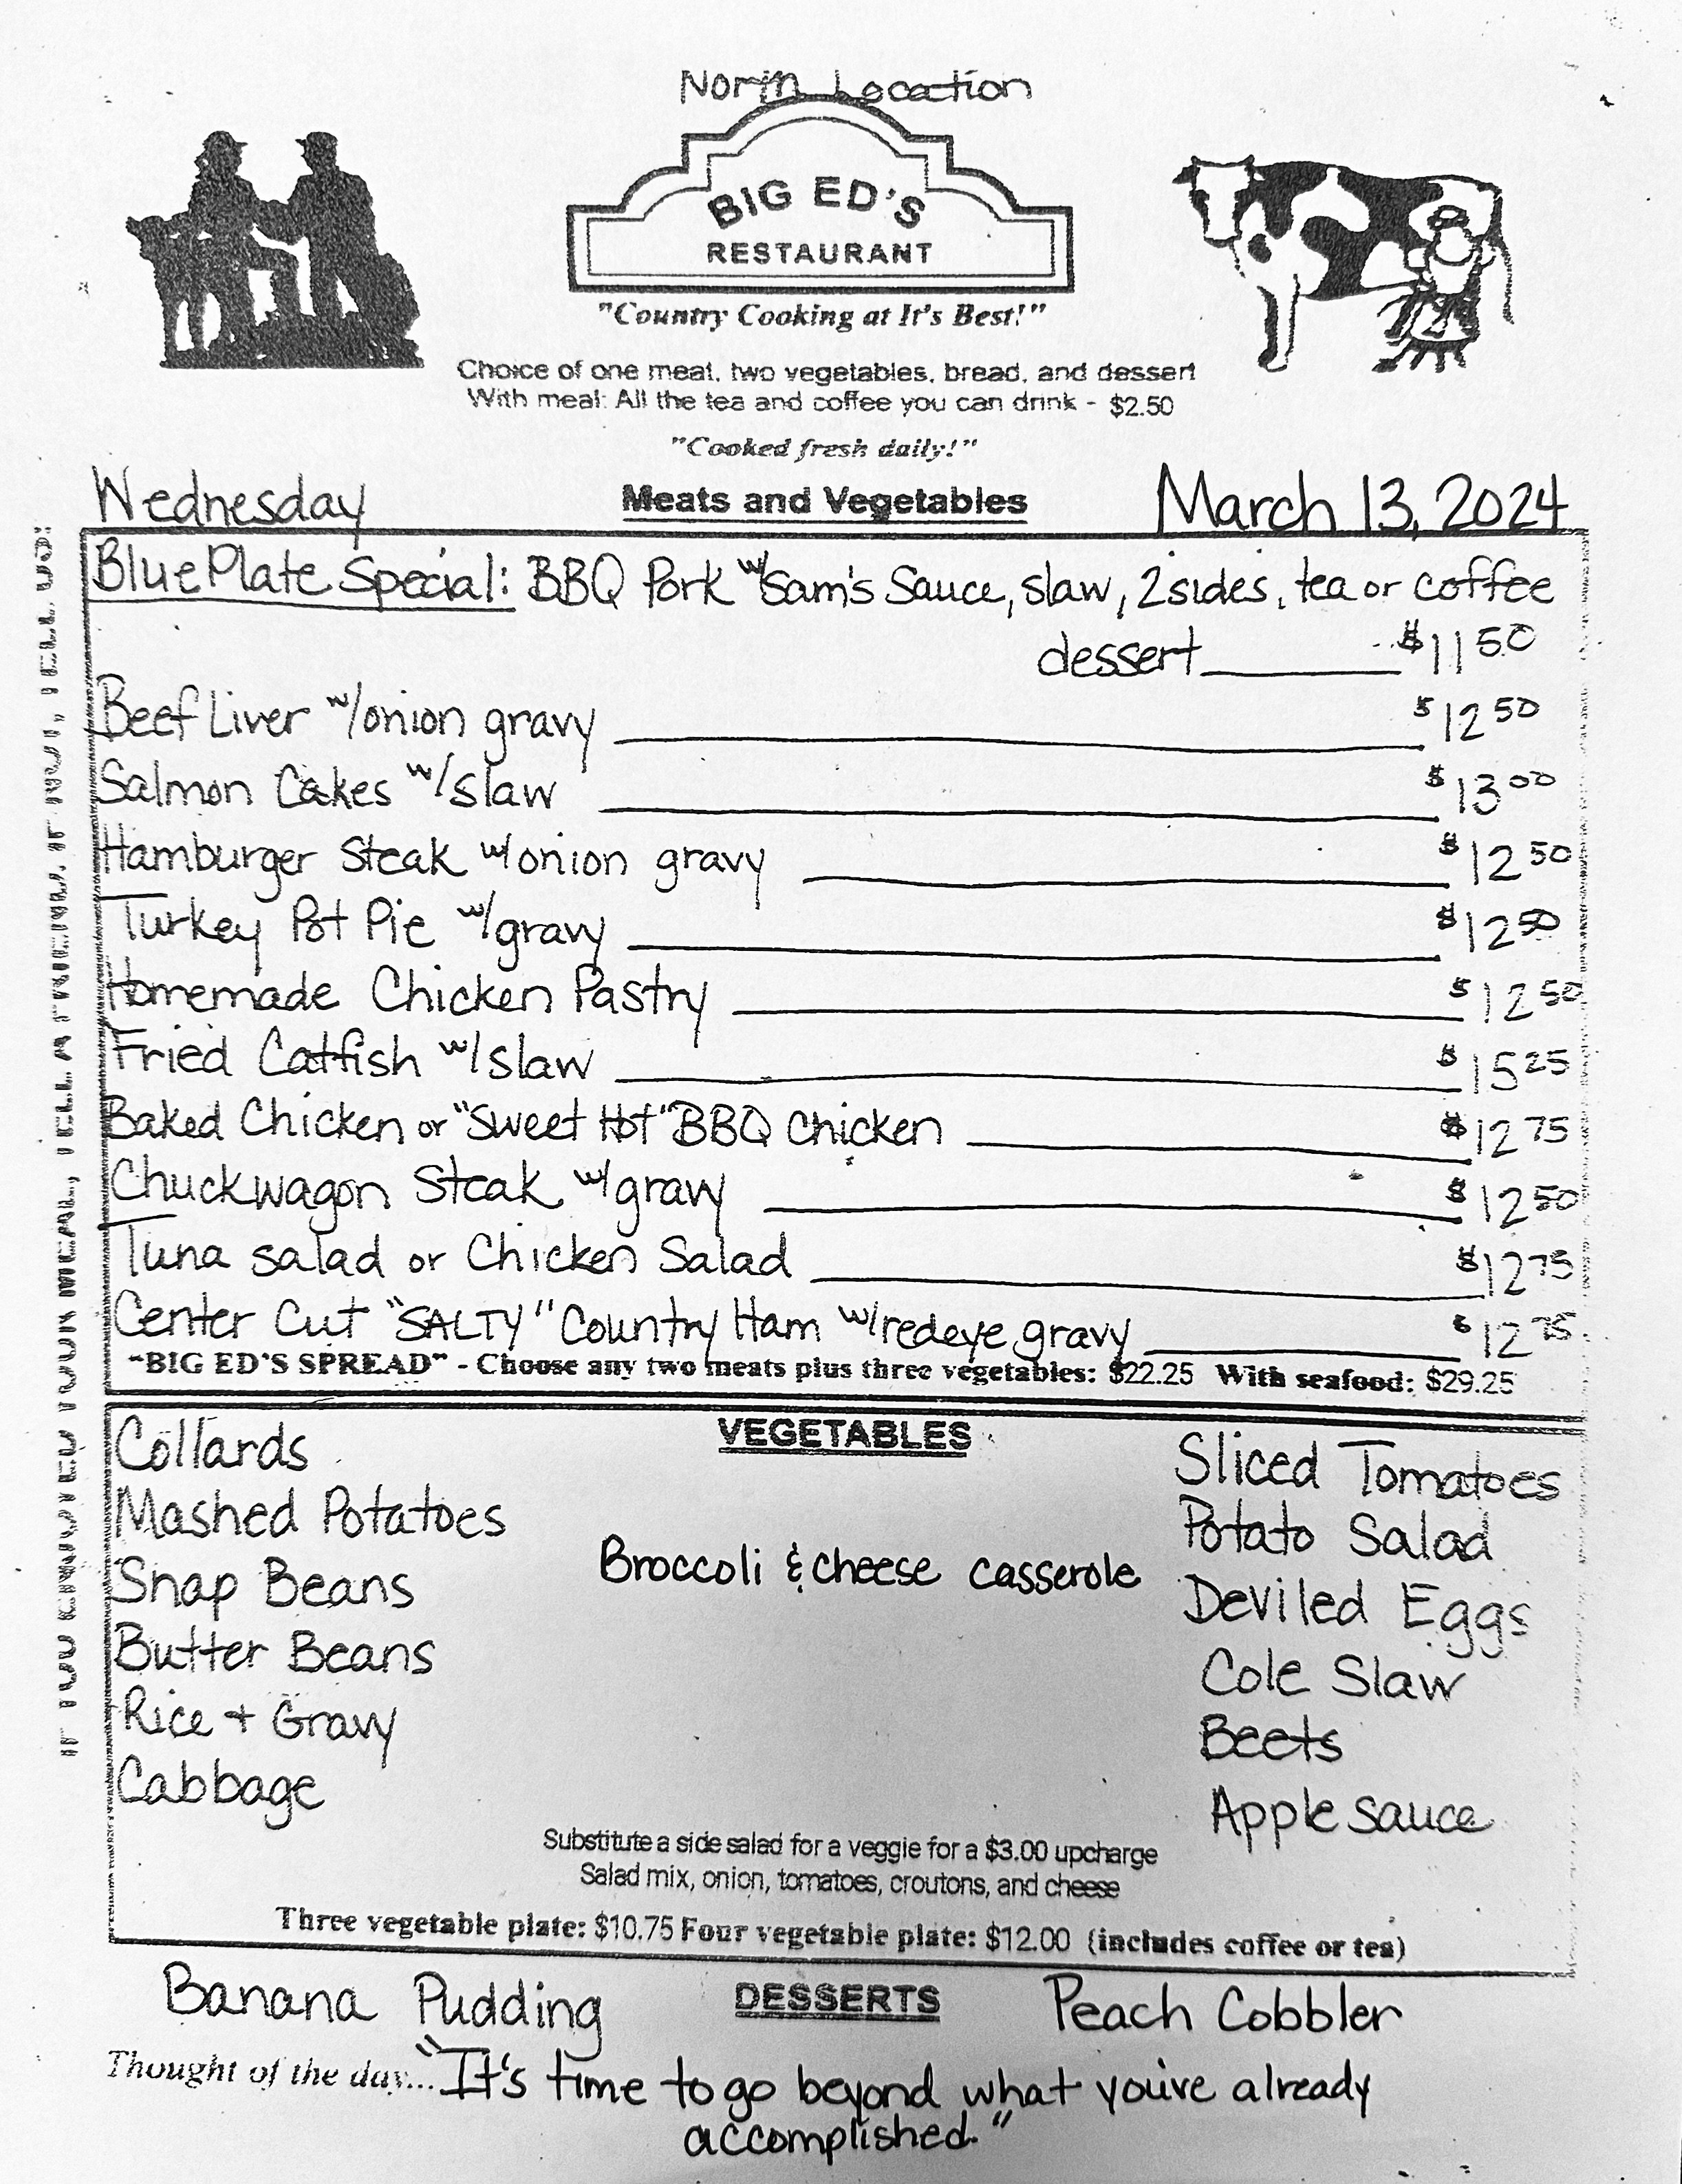 North Location
BIG ED'S
RESTAURANT
"Country Cooking at It's Best!"
Choice of one meat, two vegetables, bread, and dessert
With meal: All the tea and coffee you can drink - $2.50
"Cooked fresh daily!"
Wednesday Meats and Vegetables March 13, 2024
Blue Plate Special: BBQ Pork w/ Sam's Sauce, slaw, 2 sides, tea or coffee
dessert $11 50
Beef Liver w/ onion gravy $12 50
Salmon Cakes w/ slaw $13 00
Hamburger Steak w/ onion gravy $12 50
Turkey Pot Pie w/ gravy $12 50
Homemade Chicken Pastry $12 50
Fried Catfish w/ slaw $15 25
Baked Chicken or "Sweet Hot" BBQ Chicken $12 75
Chuckwagon Steak w/ gravy $12 50
Tuna salad or Chicken Salad $12 75
Center Cut "SALTY" Country Ham w/ redeye gravy $12 75
"BIG ED'S SPREAD" - Choose any two meats plus three vegetables: $22.25 With seafood: $29.25
VEGETABLES
Collards
Mashed Potatoes
Snap Beans
Butter Beans
Rice + Gravy
Cabbage
Broccoli & cheese casserole
Sliced Tomatoes
Potato Salad
Deviled Eggs
Cole Slaw
Beets
Apple sauce
Substitute a side salad for a veggie for a $3.00 upcharge
Salad mix, onion, tomatoes, croutons, and cheese
Three vegetable plate: $10.75 Four vegetable plate: $12.00 (includes coffee or tea)
Banana Pudding DESSERTS Peach Cobbler
Thought of the day... "It's time to go beyond what you've already
accomplished."
IF YOU ENJOYED YOUR MEAL, TELL A FRIEND, IF NOT, TELL US!